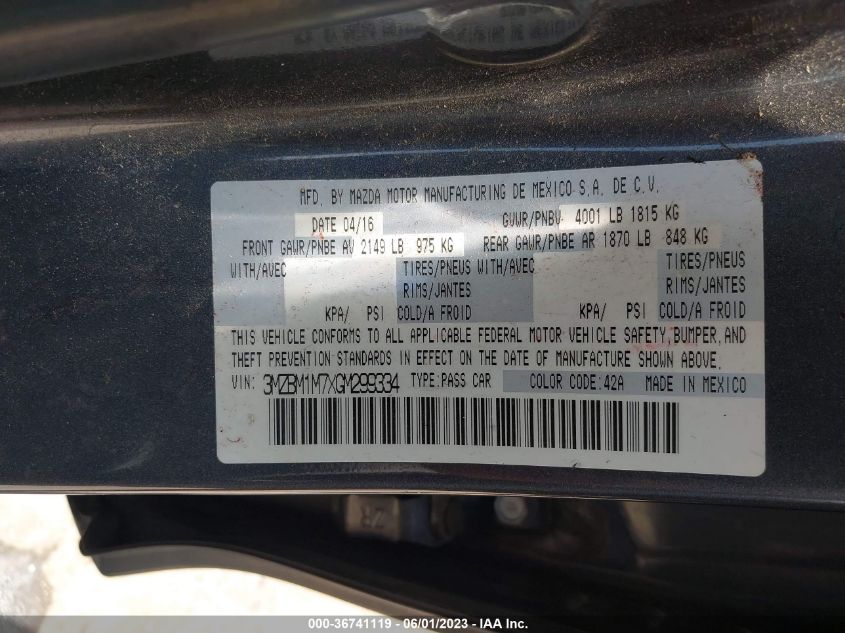 MFD. BY MAZDA MOTOR MANUFACTURING DE MEXICO S.A. DE C.V.
DATE 04/16 GVWR/PNBV 4001 LB 1815 KG
FRONT GAWR/PNBE AV 2149 LB 975 KG REAR GAWR/PNBE AR 1870 LB 848 KG
WITH/AVEC TIRES/PNEUS WITH/AVEC TIRES/PNEUS
RIMS/JANTES RIMS/JANTES
KPA/ PSI COLD/A FROID KPA/ PSI COLD/A FROID
THIS VEHICLE CONFORMS TO ALL APPLICABLE FEDERAL MOTOR VEHICLE SAFETY, BUMPER, AND
THEFT PREVENTION STANDARDS IN EFFECT ON THE DATE OF MANUFACTURE SHOWN ABOVE.
VIN: 3MZBM1M7XGM299334 TYPE:PASS CAR COLOR CODE:42A MADE IN MEXICO
ZR
000-36741119 - 06/01/2023 - IAAI.COM